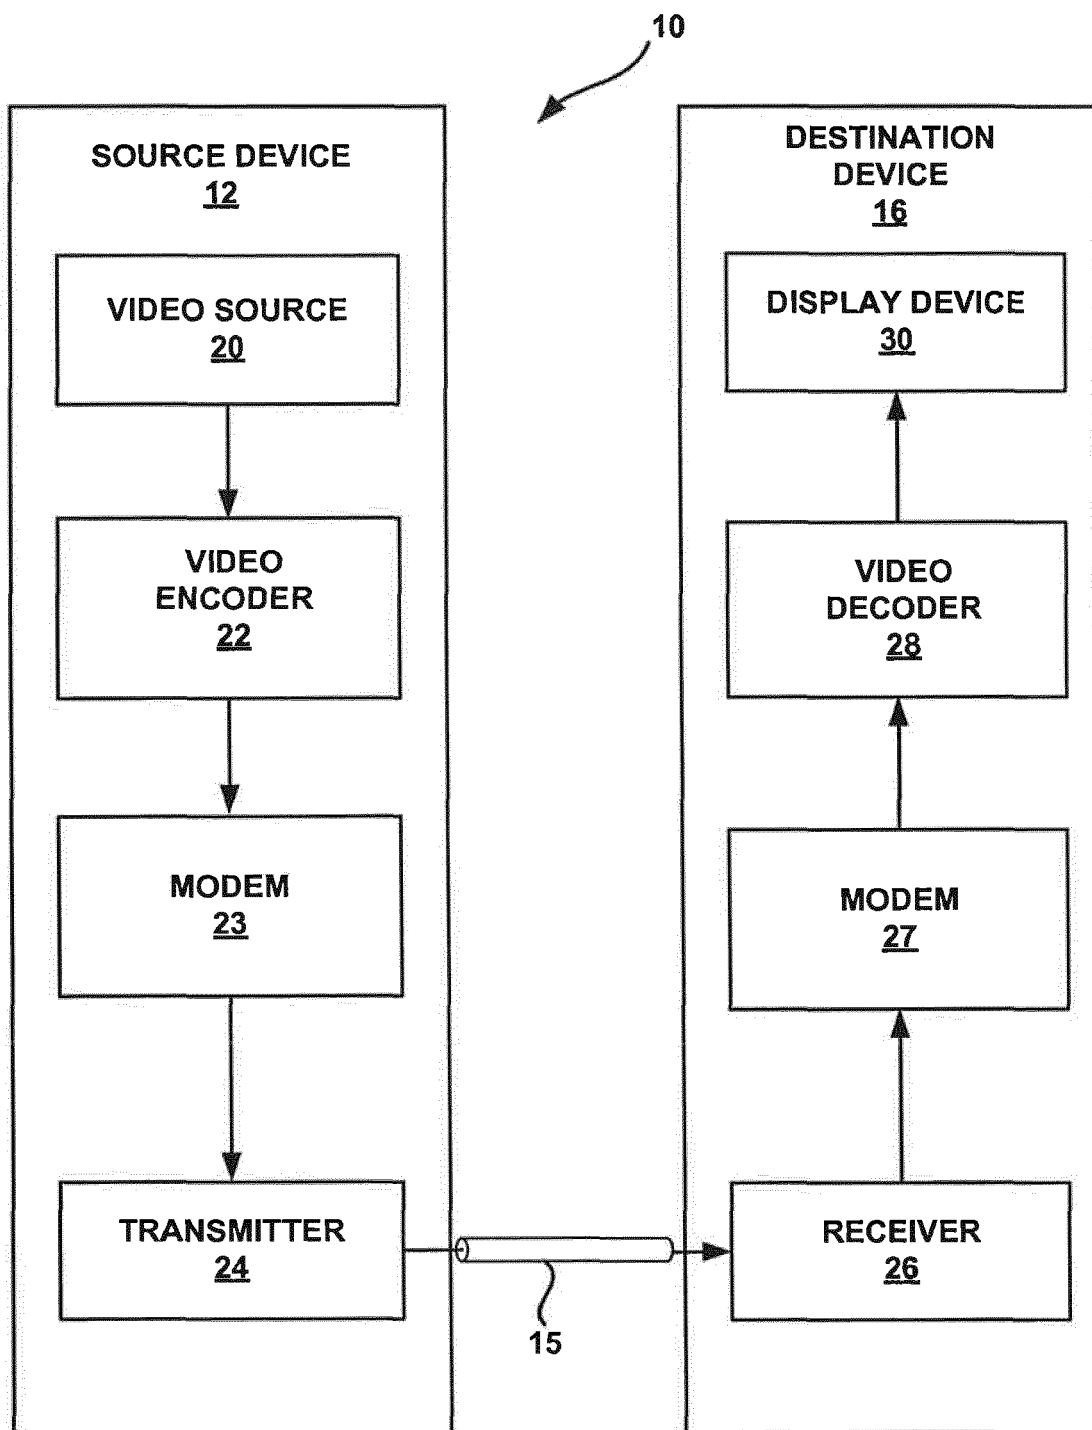 10
SOURCE DEVICE
12
VIDEO SOURCE
20
VIDEO
ENCODER
22
MODEM
23
TRANSMITTER
24
15
DESTINATION
DEVICE
16
DISPLAY DEVICE
30
VIDEO
DECODER
28
MODEM
27
RECEIVER
26